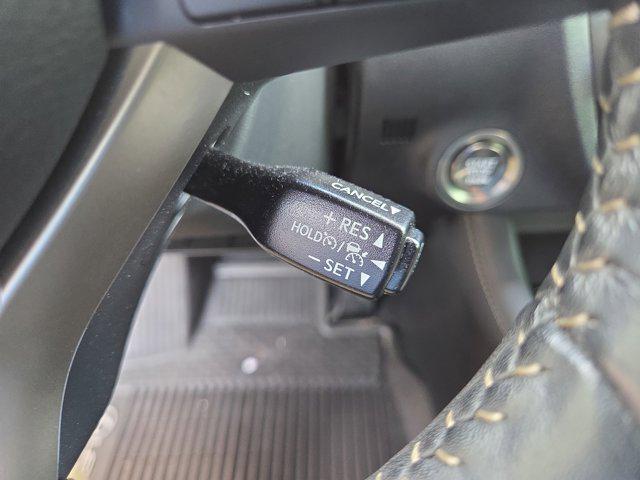 CANCEL▼
+ RES ▲
HOLD /
− SET ▼